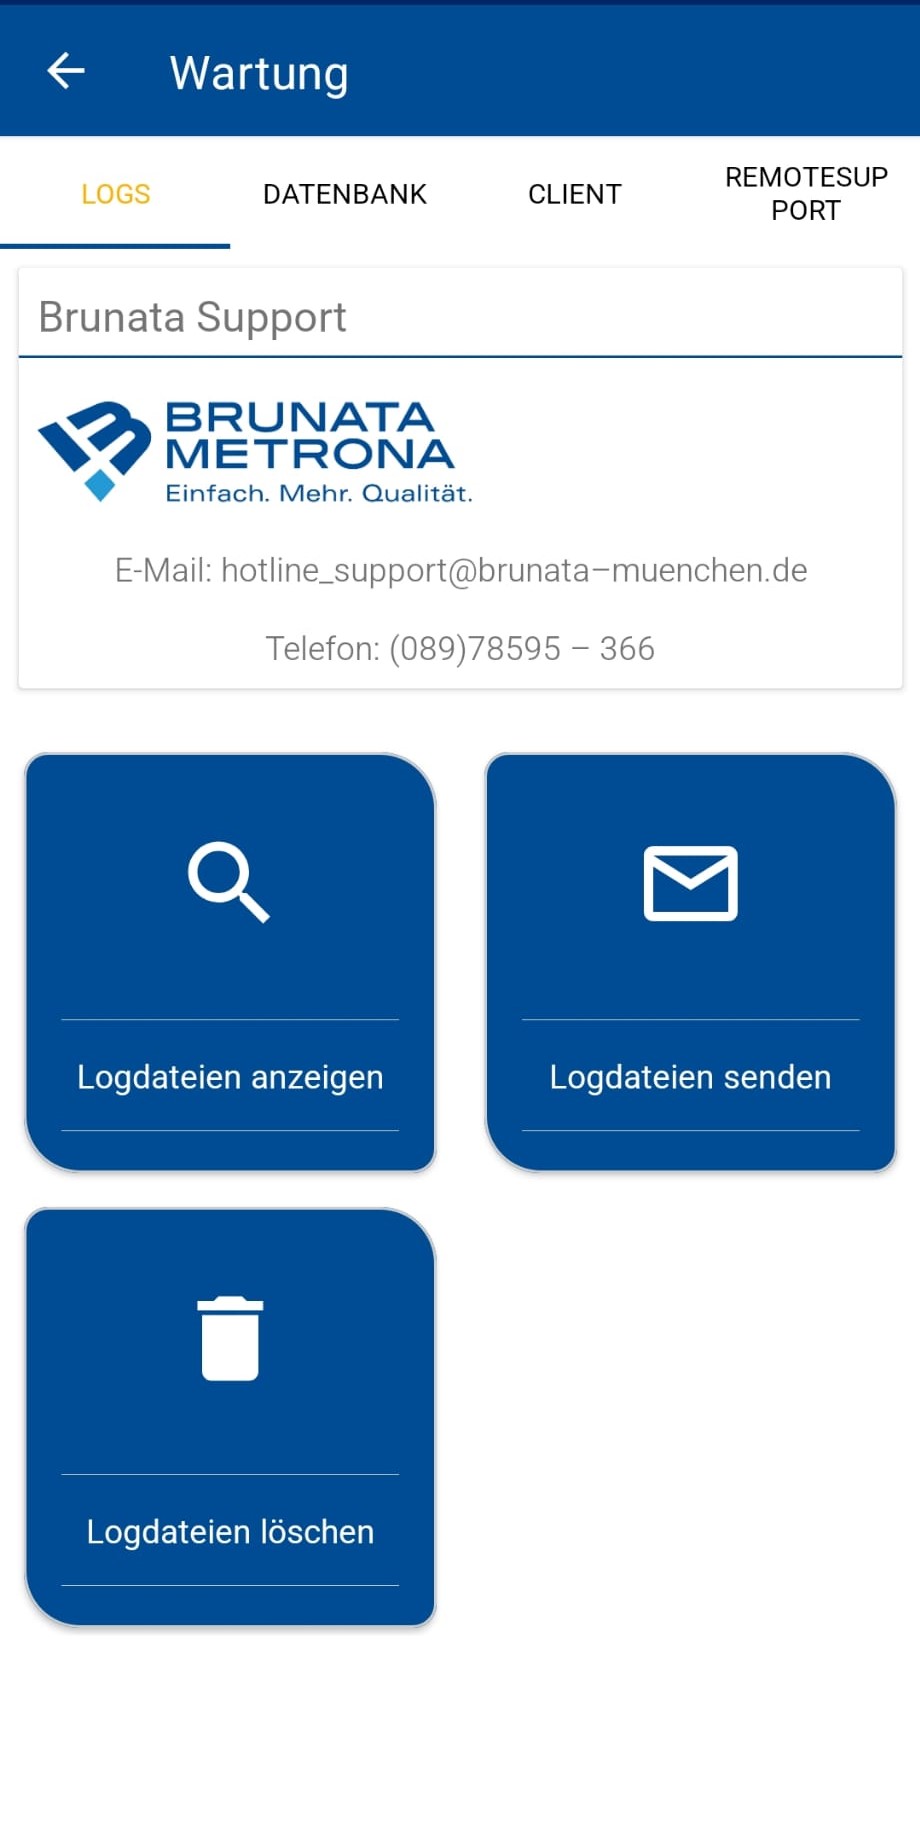 Wartung
LOGS
DATENBANK
CLIENT
REMOTESUP
PORT
Brunata Support
BRUNATA
METRONA
Einfach. Mehr. Qualität.
E-Mail: hotline_support@brunata–muenchen.de
Telefon: (089)78595 – 366
Logdateien anzeigen
Logdateien senden
Logdateien löschen